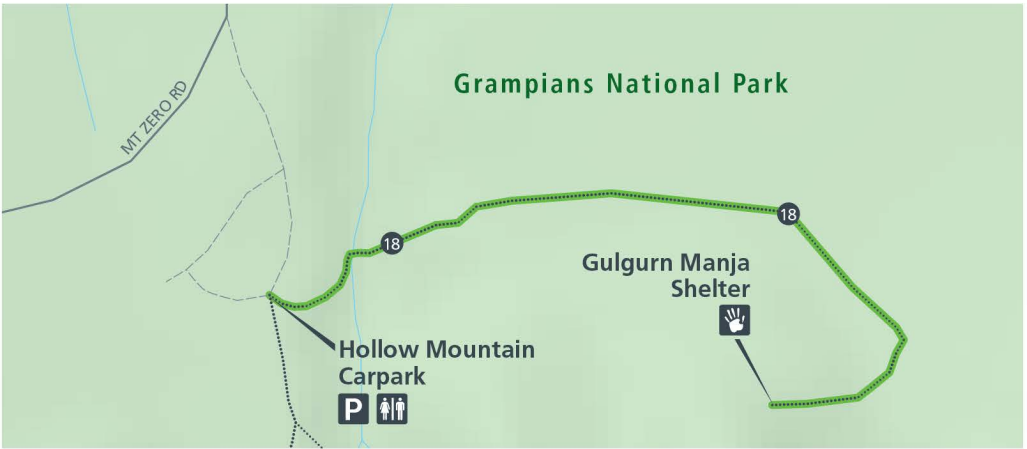 Grampians National Park
MT ZERO RD
18
18
Gulgurn Manja
Shelter
Hollow Mountain
Carpark
P